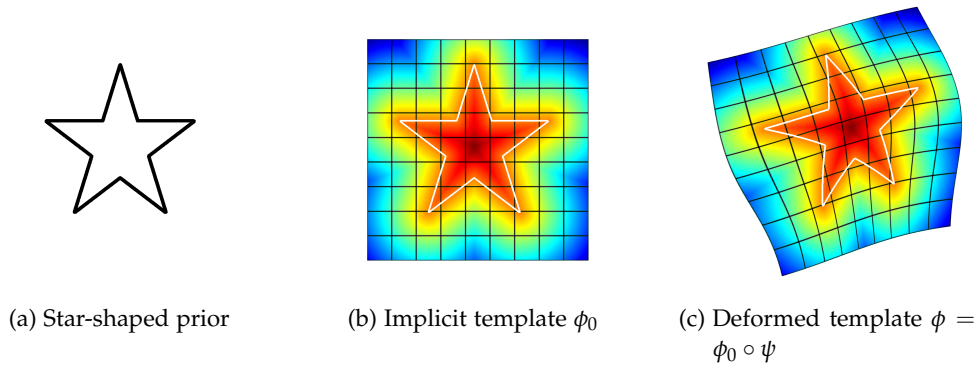 (a) Star-shaped prior
(b) Implicit template ϕ₀
(c) Deformed template ϕ =
ϕ₀ ∘ ψ